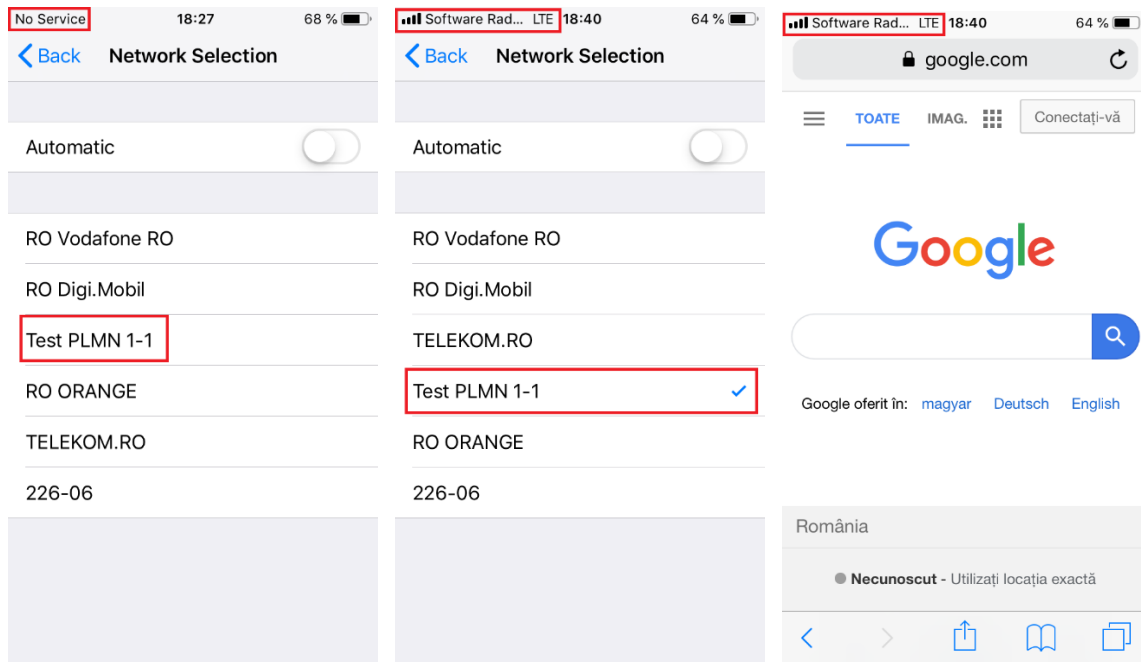 No Service 18:27 68 %
Back Network Selection
Automatic
RO Vodafone RO
RO Digi.Mobil
Test PLMN 1-1
RO ORANGE
TELEKOM.RO
226-06
Software Rad... LTE 18:40 64 %
Back Network Selection
Automatic
RO Vodafone RO
RO Digi.Mobil
TELEKOM.RO
Test PLMN 1-1
RO ORANGE
226-06
Software Rad... LTE 18:40 64 %
google.com
TOATE IMAG. Conectați-vă
Google
Google oferit în: magyar Deutsch English
România
Necunoscut - Utilizați locația exactă